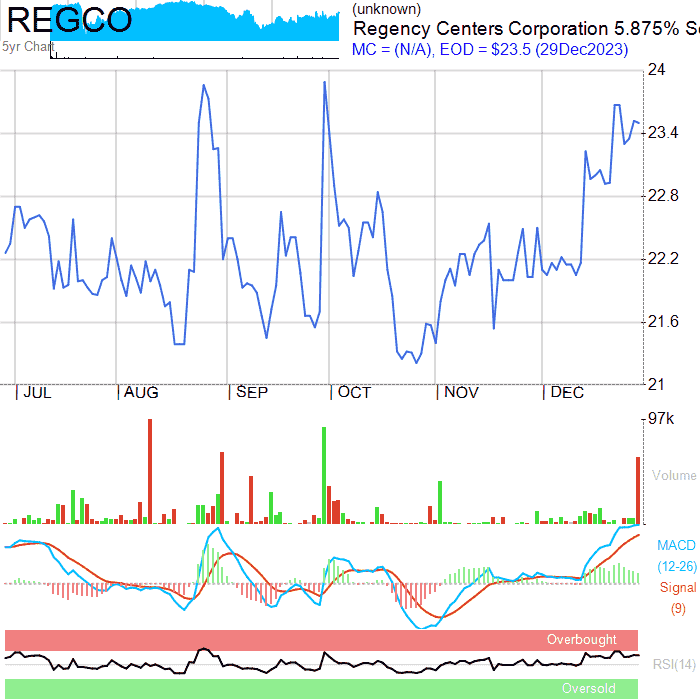 REGCO
5yr Chart
(unknown)
Regency Centers Corporation 5.875% S
MC = (N/A), EOD = $23.5 (29Dec2023)
24
23.4
22.8
22.2
21.6
21
JUL AUG SEP OCT NOV DEC
97k
Volume
MACD
(12-26)
Signal
(9)
Overbought
RSI(14)
Oversold